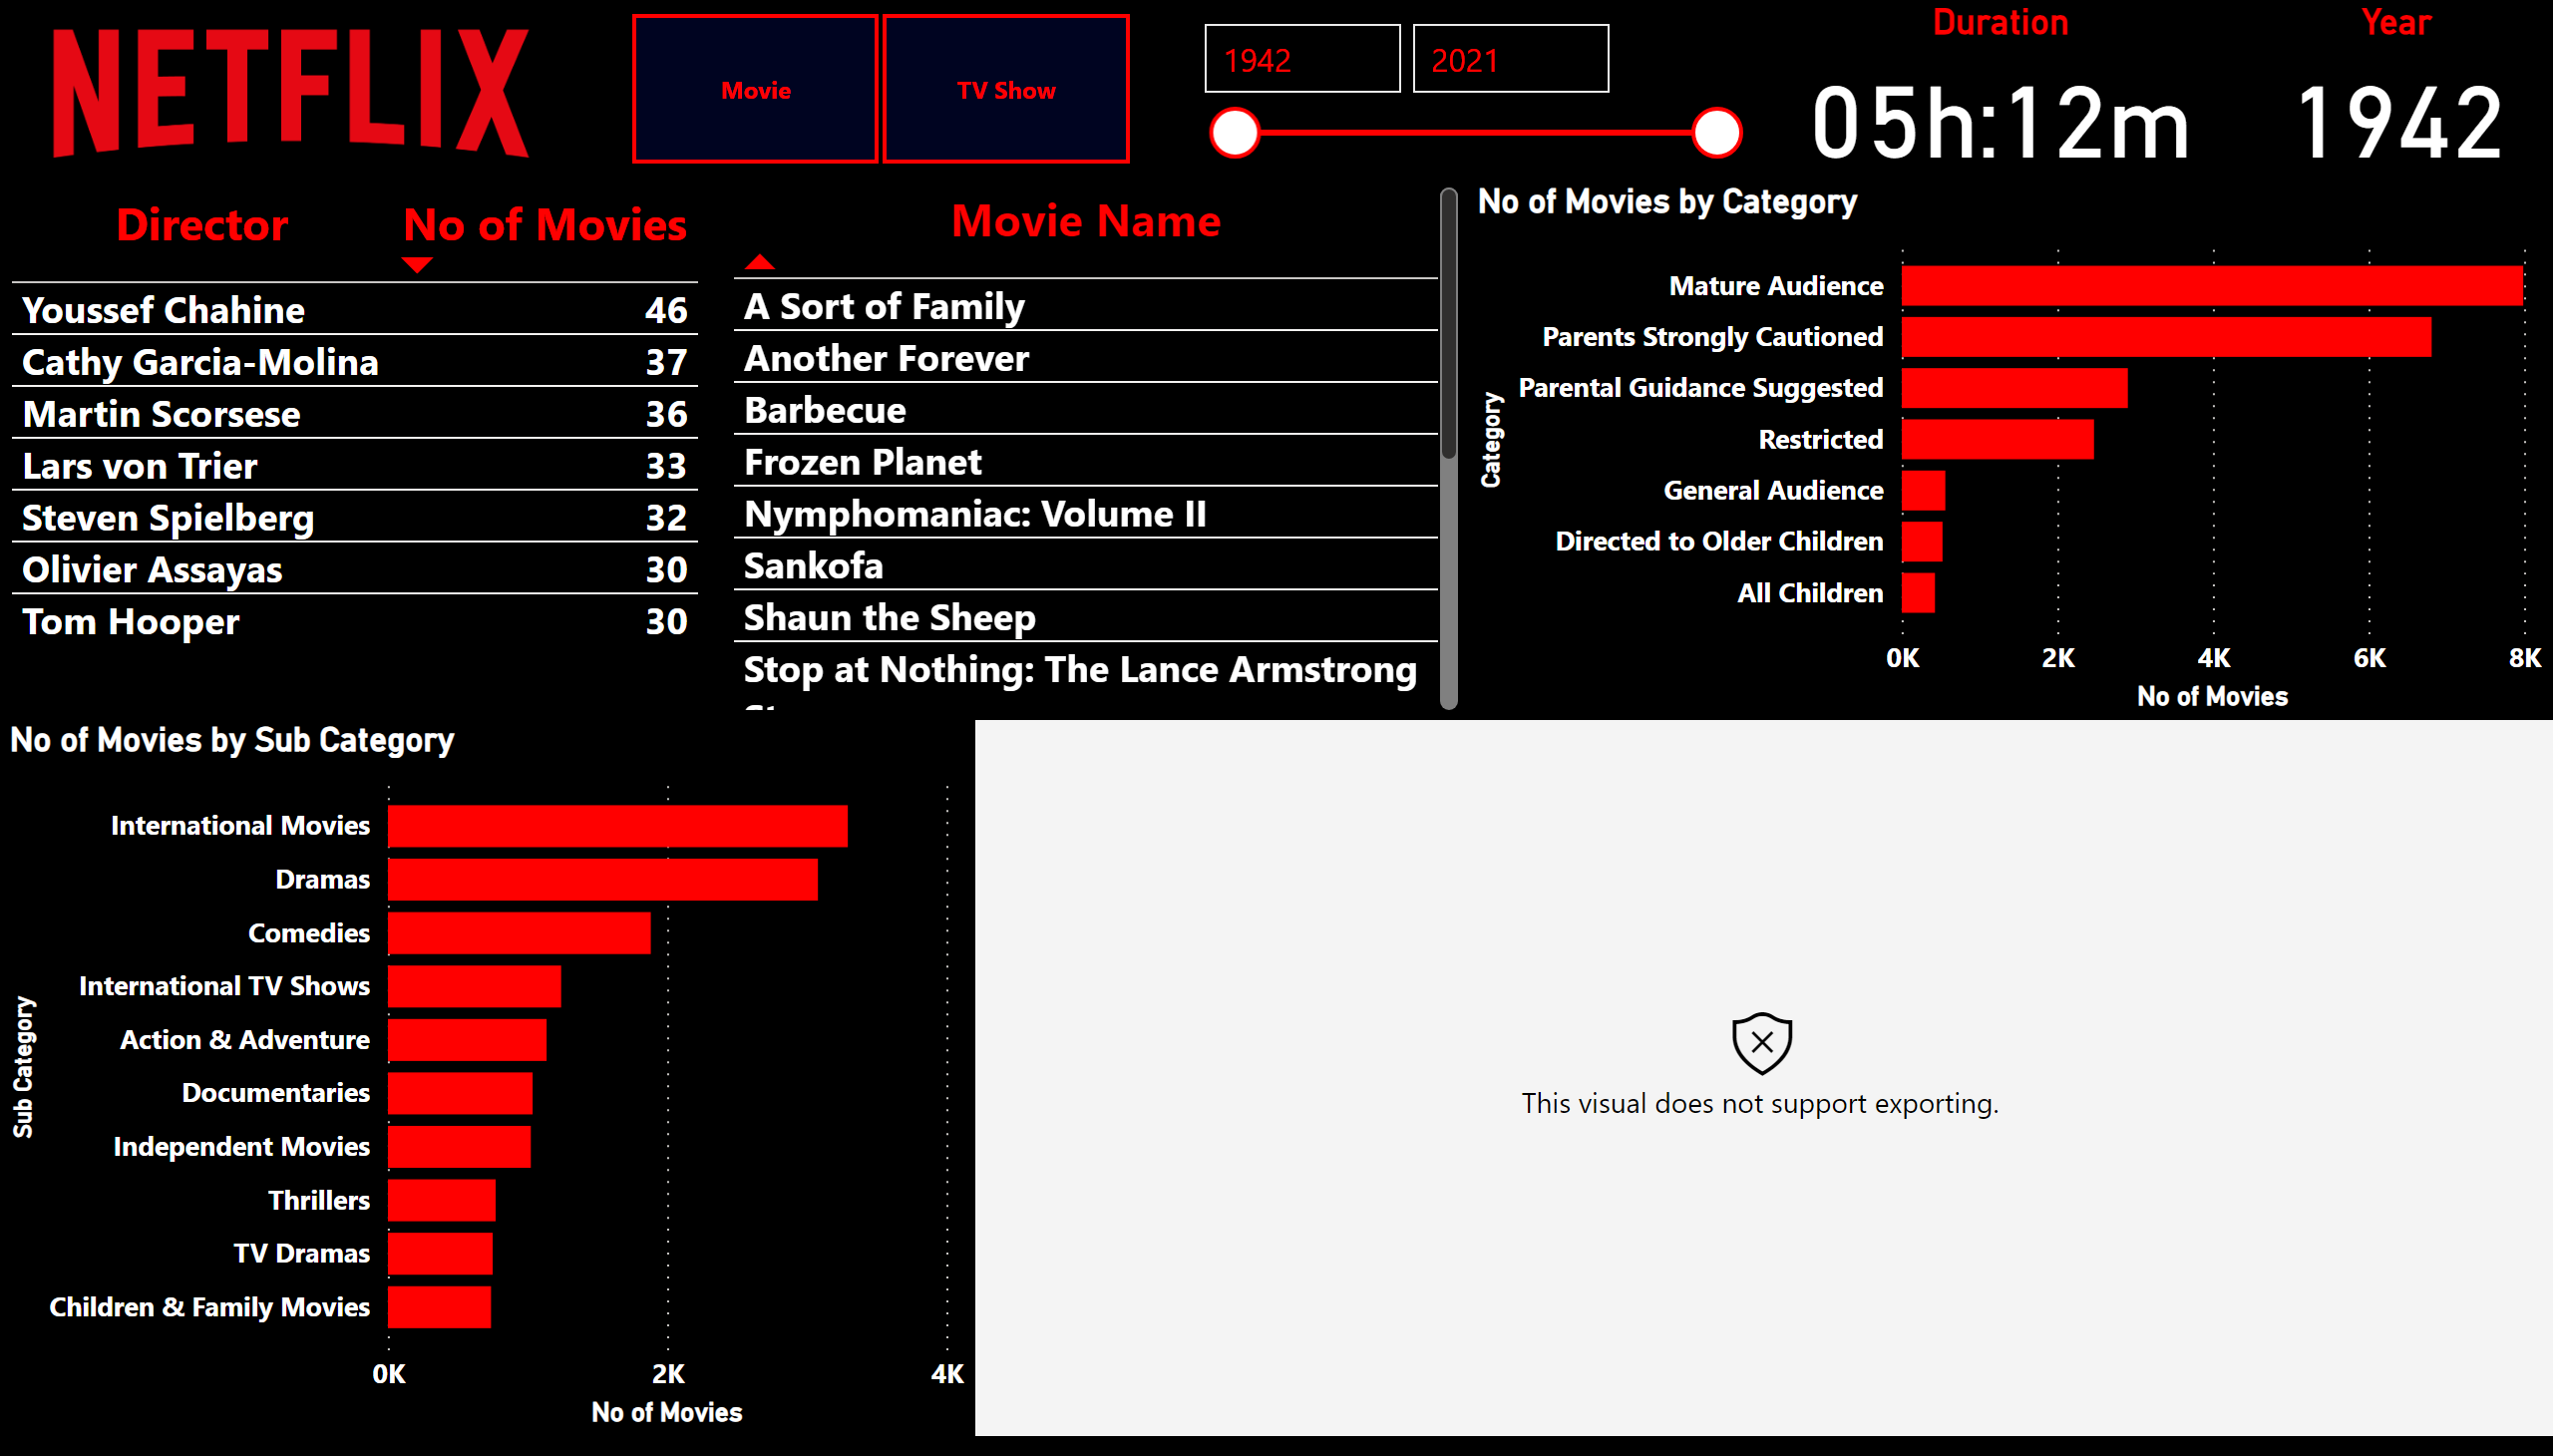 NETFLIX
Movie
TV Show
1942
2021
Duration
05h:12m
Year
1942
Director No of Movies
Youssef Chahine 46
Cathy Garcia-Molina 37
Martin Scorsese 36
Lars von Trier 33
Steven Spielberg 32
Olivier Assayas 30
Tom Hooper 30
Movie Name
A Sort of Family
Another Forever
Barbecue
Frozen Planet
Nymphomaniac: Volume II
Sankofa
Shaun the Sheep
Stop at Nothing: The Lance Armstrong
No of Movies by Category
Category
Mature Audience
Parents Strongly Cautioned
Parental Guidance Suggested
Restricted
General Audience
Directed to Older Children
All Children
0K 2K 4K 6K 8K
No of Movies
No of Movies by Sub Category
Sub Category
International Movies
Dramas
Comedies
International TV Shows
Action & Adventure
Documentaries
Independent Movies
Thrillers
TV Dramas
Children & Family Movies
0K 2K 4K
No of Movies
This visual does not support exporting.